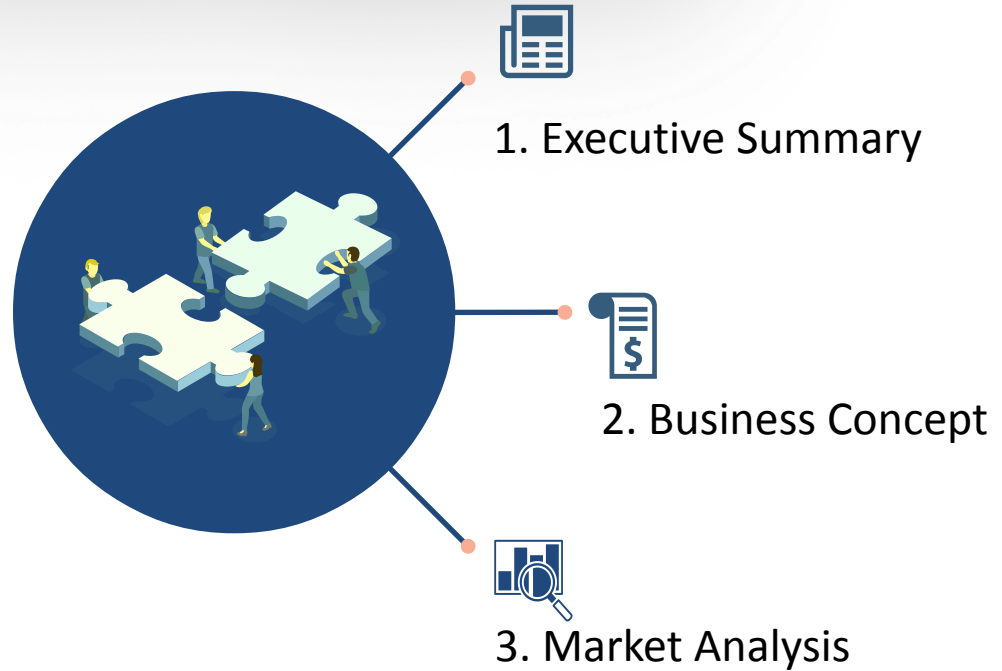 1. Executive Summary
$
2. Business Concept
3. Market Analysis